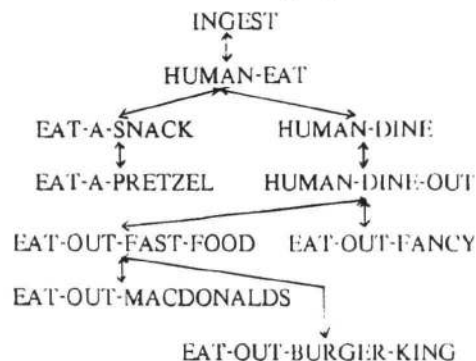 INGEST
HUMAN-EAT
EAT-A-SNACK HUMAN-DINE
EAT-A-PRETZEL HUMAN-DINE-OUT
EAT-OUT-FAST-FOOD EAT-OUT-FANCY
EAT-OUT-MACDONALDS
EAT-OUT-BURGER-KING